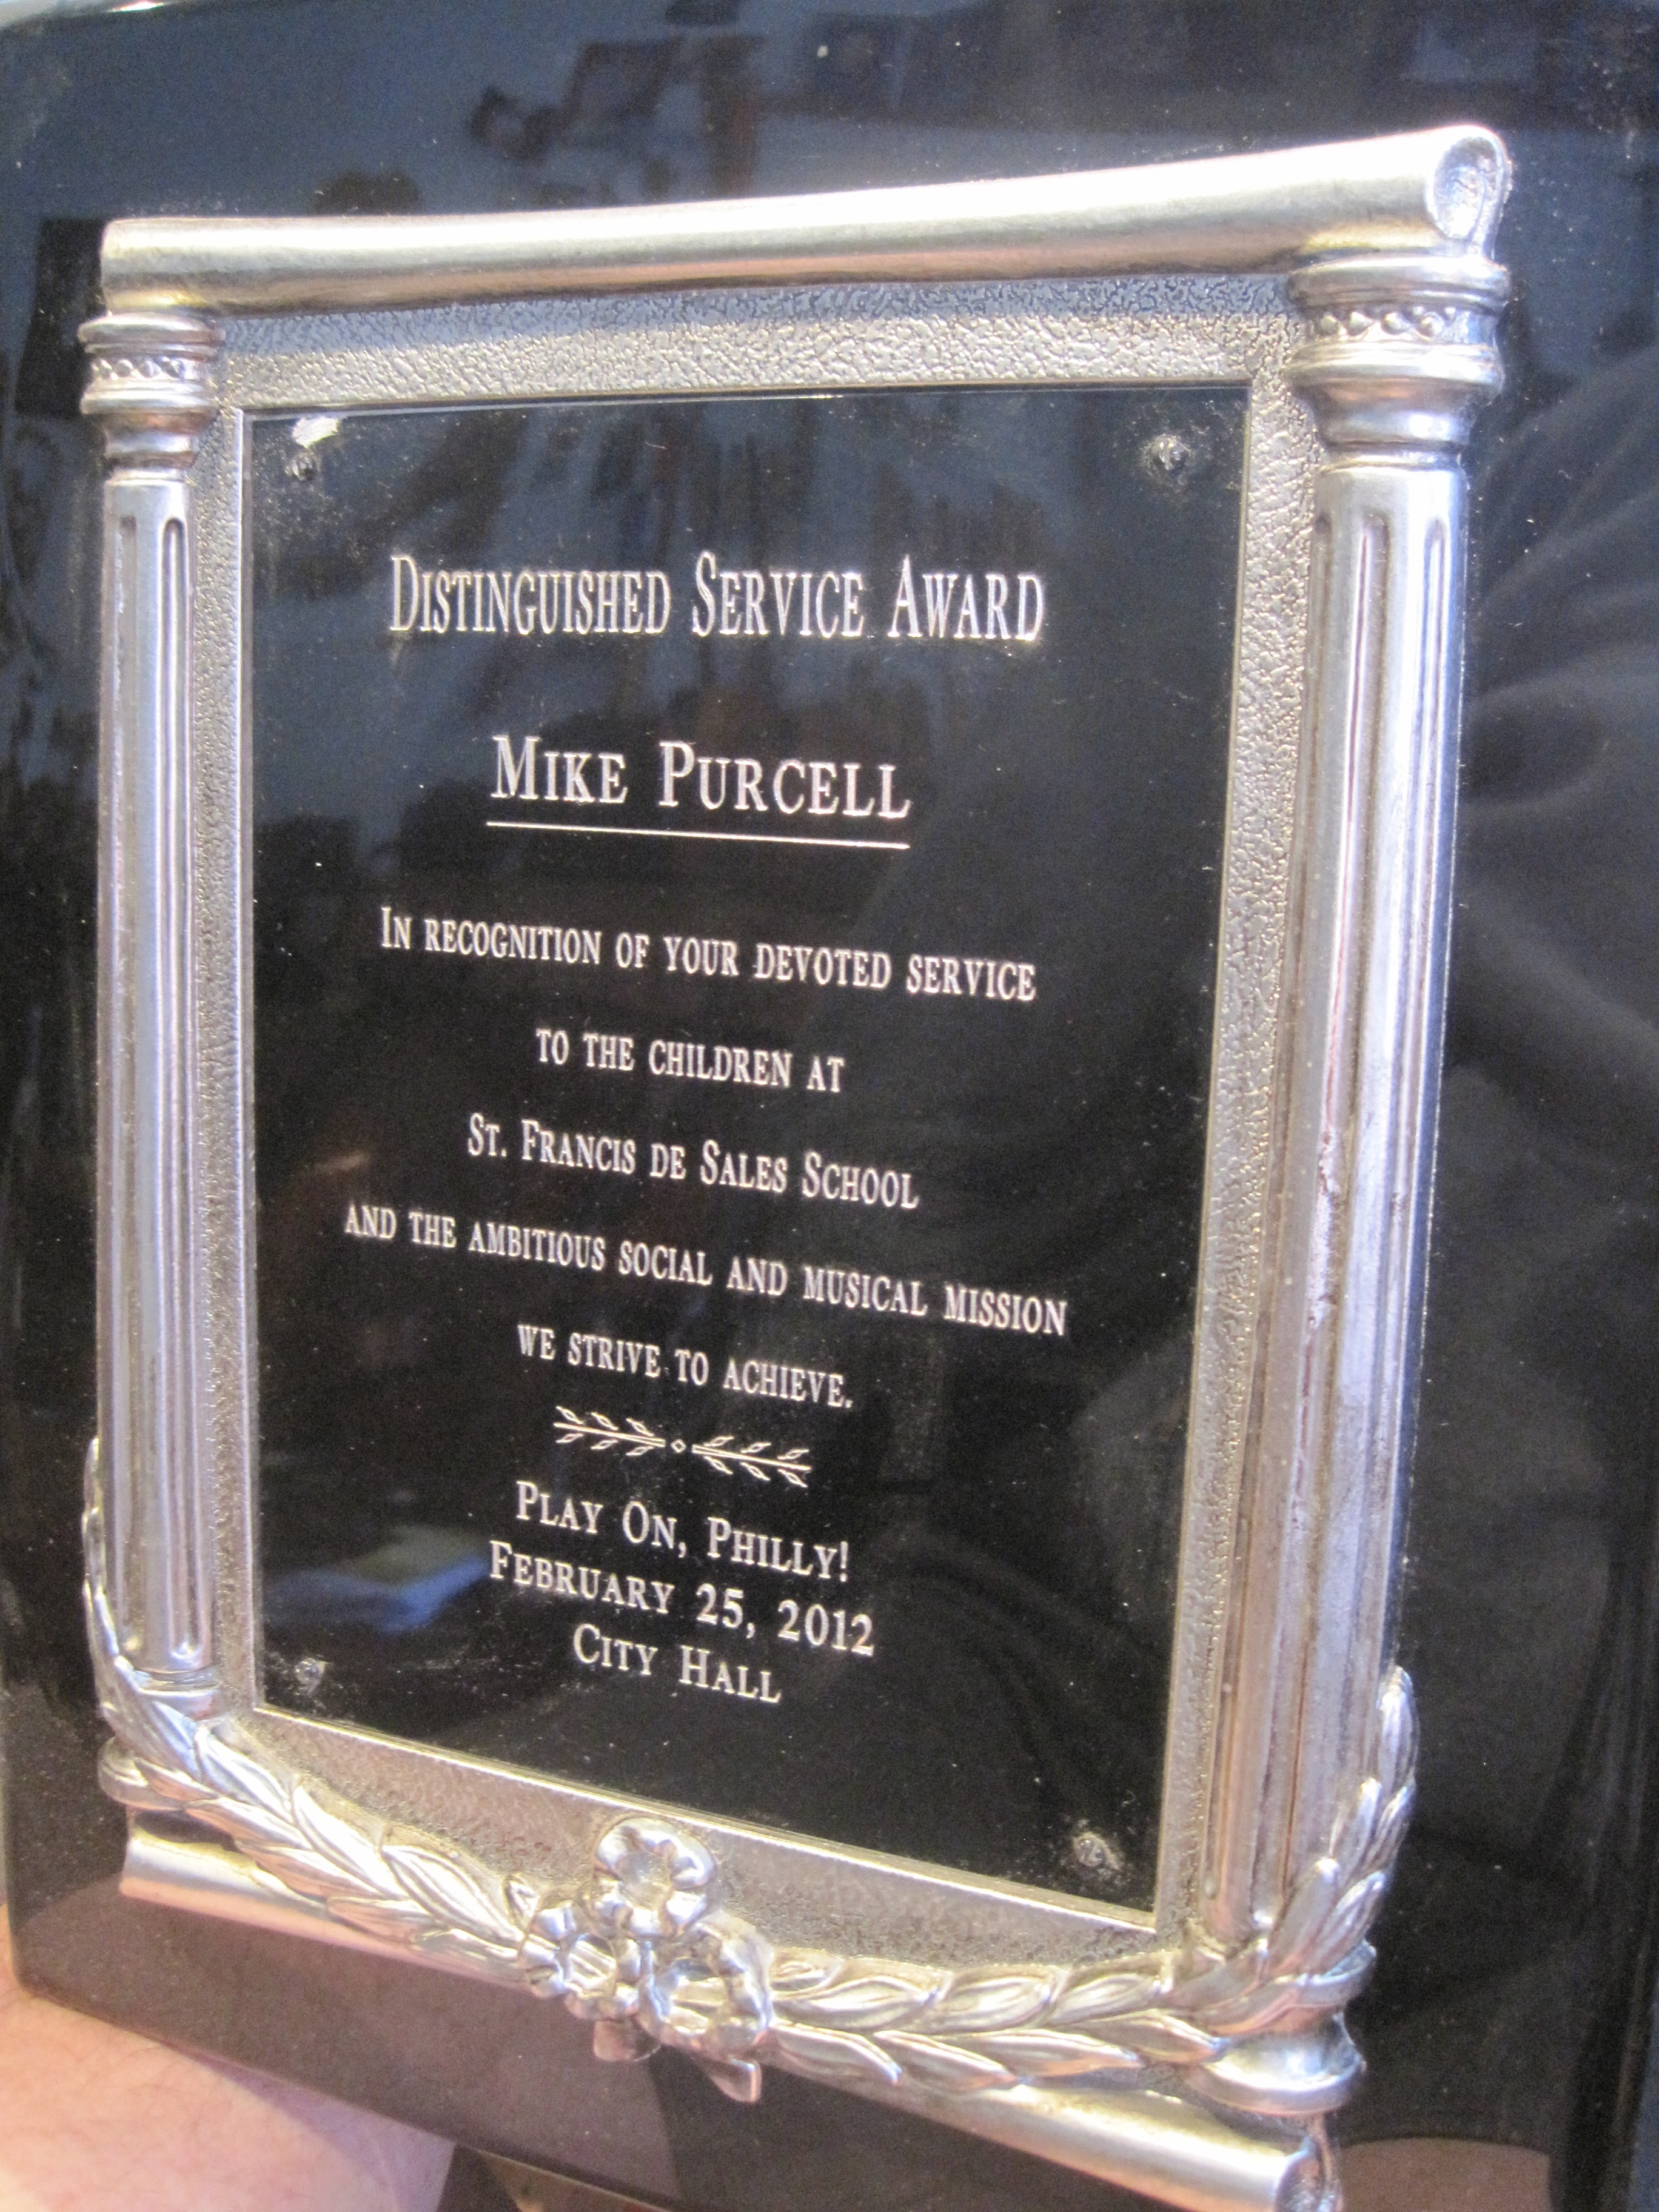 Distinguished Service Award
Mike Purcell
In recognition of your devoted service
to the children at
St. Francis de Sales School
and the ambitious social and musical mission
we strive to achieve.
Play On, Philly!
February 25, 2012
City Hall